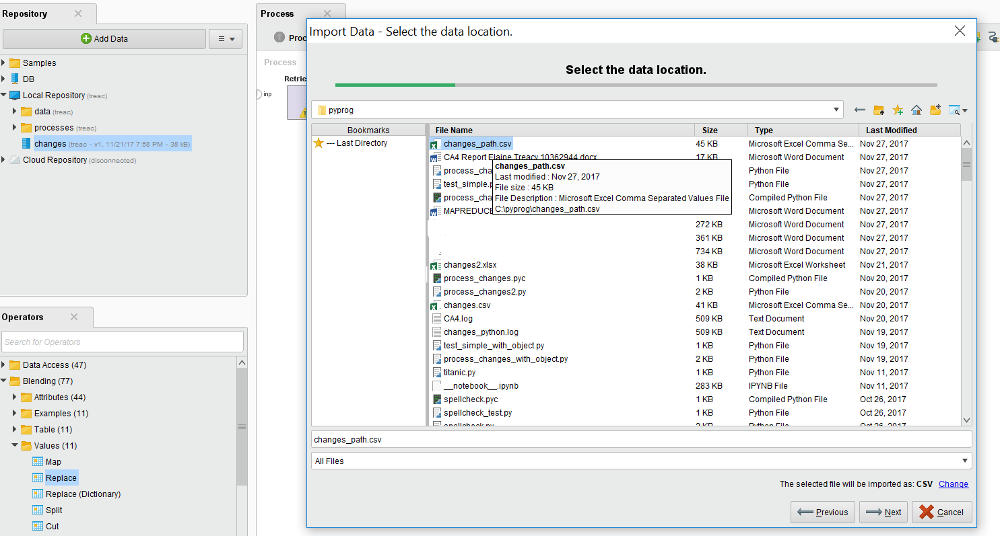 Repository
Process
Add Data
Samples
DB
Local Repository (treac)
data (treac)
processes (treac)
changes (treac - v1, 11/21/17 7:58 PM - 38 kB)
Cloud Repository (disconnected)
Operators
Search for Operators
Data Access (47)
Blending (77)
Attributes (44)
Examples (11)
Table (11)
Values (11)
Map
Replace
Replace (Dictionary)
Split
Cut
Proc
Process
Retrie
inp
Import Data - Select the data location.
Select the data location.
pyprog
Bookmarks
--- Last Directory
File Name Size Type Last Modified
changes_path.csv 45 KB Microsoft Excel Comma Se... Nov 27, 2017
CA4 Report Elaine Treacy 10362944.docx 17 KB Microsoft Word Document Nov 27, 2017
process_cha Python File Nov 27, 2017
test_simple.p Python File Nov 27, 2017
process_cha Compiled Python File Nov 27, 2017
MAPREDUCE Microsoft Word Document Nov 27, 2017
changes_path.csv
Last modified : Nov 27, 2017
File size : 45 KB
File Description : Microsoft Excel Comma Separated Values File
C:\pyprog\changes_path.csv
272 KB Microsoft Word Document Nov 27, 2017
361 KB Microsoft Word Document Nov 27, 2017
734 KB Microsoft Word Document Nov 27, 2017
changes2.xlsx 38 KB Microsoft Excel Worksheet Nov 21, 2017
process_changes.pyc 1 KB Compiled Python File Nov 20, 2017
process_changes2.py 2 KB Python File Nov 20, 2017
changes.csv 41 KB Microsoft Excel Comma Se... Nov 20, 2017
CA4.log 509 KB Text Document Nov 20, 2017
changes_python.log 509 KB Text Document Nov 19, 2017
test_simple_with_object.py 1 KB Python File Nov 19, 2017
process_changes_with_object.py 2 KB Python File Nov 19, 2017
titanic.py 1 KB Python File Nov 11, 2017
__notebook__.ipynb 283 KB IPYNB File Nov 11, 2017
spellcheck.pyc 1 KB Compiled Python File Oct 26, 2017
spellcheck_test.py 1 KB Python File Oct 26, 2017
spellcheck.py 2 KB Python File Oct 26, 2017
changes_path.csv
All Files
The selected file will be imported as: CSV Change
Previous Next Cancel